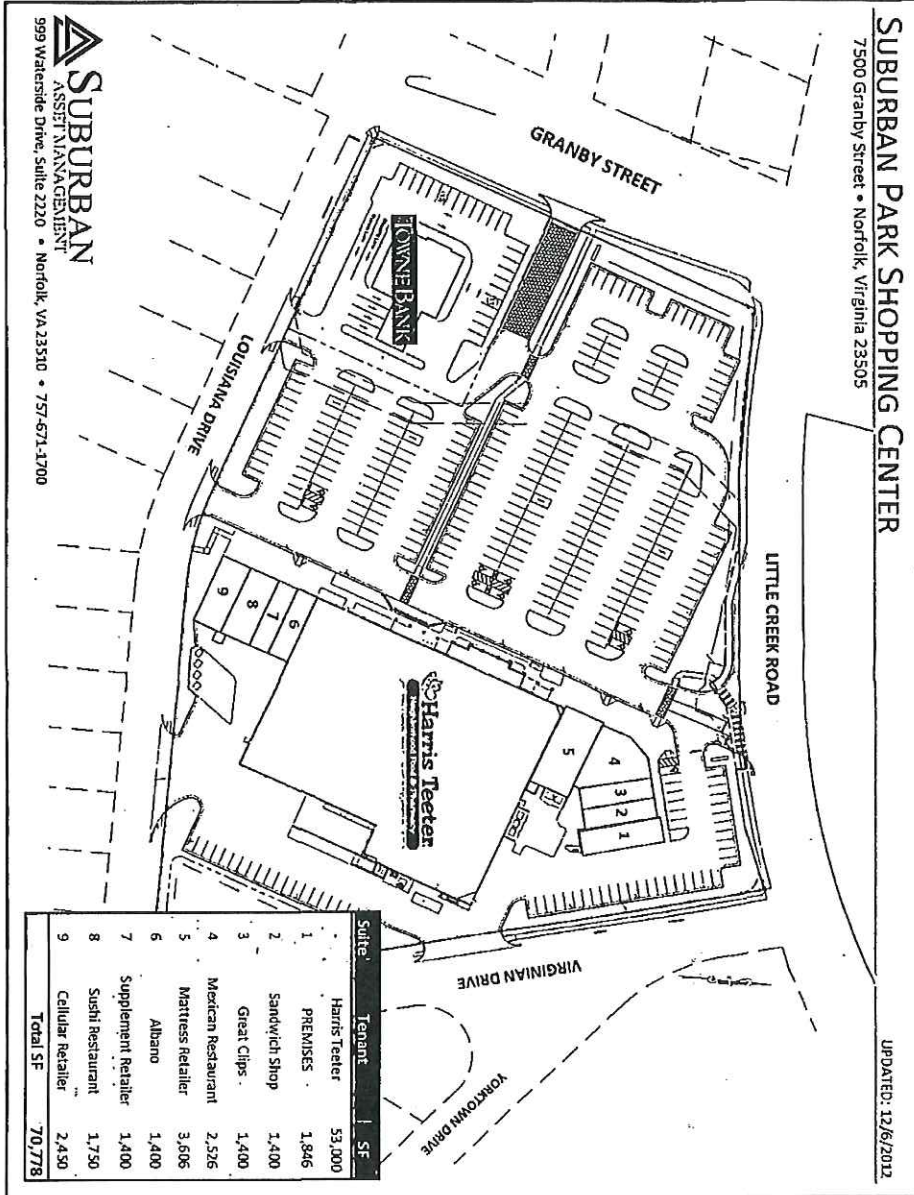 SUBURBAN PARK SHOPPING CENTER
7500 Granby Street • Norfolk, Virginia 23505
UPDATED: 12/6/2012
LITTLE CREEK ROAD
GRANBY STREET
TOWNE BANK
LOUISIANA DRIVE
Harris Teeter
VIRGINIAN DRIVE
YORKTOWN DRIVE
1
2
3
4
5
6
7
8
9
Suite Tenant SF
Harris Teeter 53,000
1 PREMISES 1,846
2 Sandwich Shop 1,400
3 Great Clips 1,400
4 Mexican Restaurant 2,526
5 Mattress Retailer 3,606
6 Albano 1,400
7 Supplement Retailer 1,400
8 Sushi Restaurant 1,750
9 Cellular Retailer 2,450
Total SF 70,778
SUBURBAN
ASSET MANAGEMENT
999 Waterside Drive, Suite 2220 • Norfolk, VA 23510 • 757-671-1700